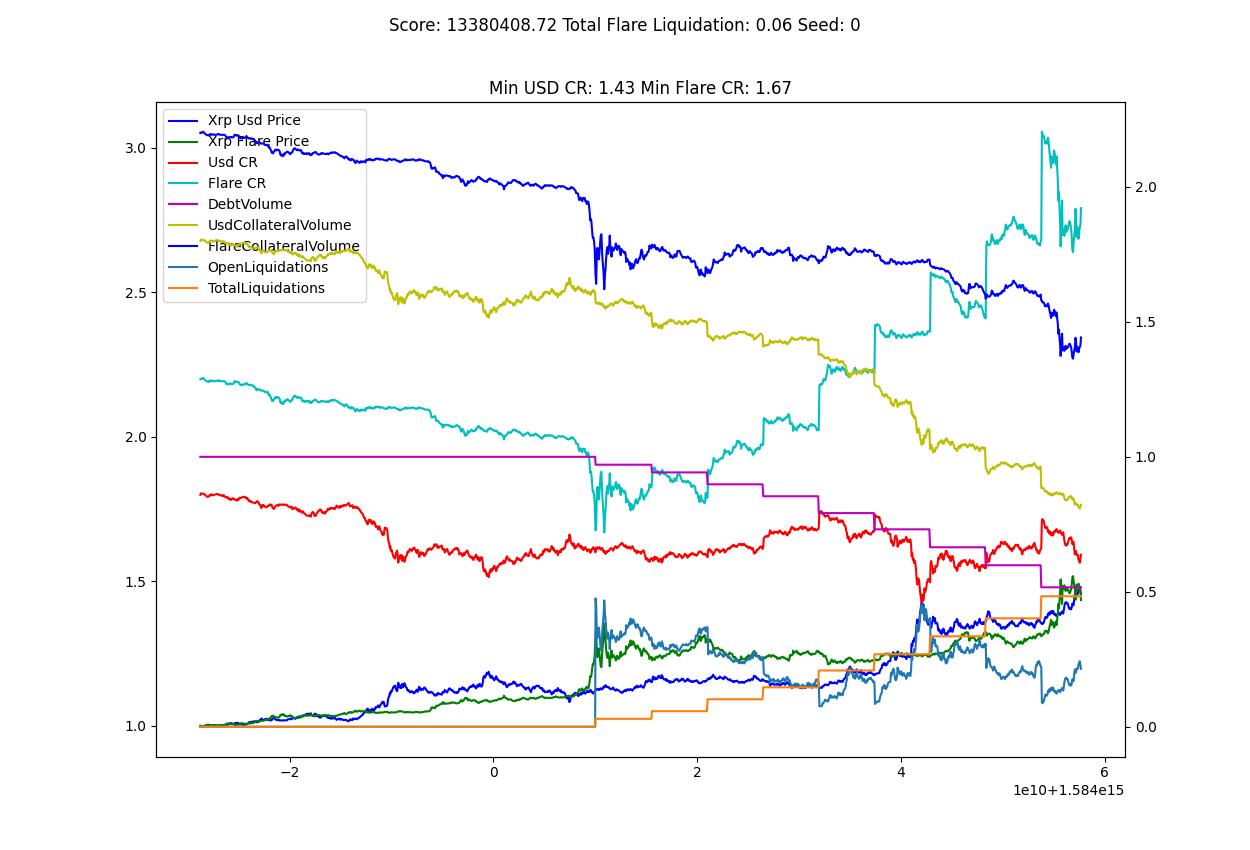 Score: 13380408.72 Total Flare Liquidation: 0.06 Seed: 0
Min USD CR: 1.43 Min Flare CR: 1.67
Xrp Usd Price
Xrp Flare Price
Usd CR
Flare CR
DebtVolume
UsdCollateralVolume
FlareCollateralVolume
OpenLiquidations
TotalLiquidations
3.0
2.5
2.0
1.5
1.0
2.0
1.5
1.0
0.5
0.0
−2
0
2
4
6
1e10+1.584e15